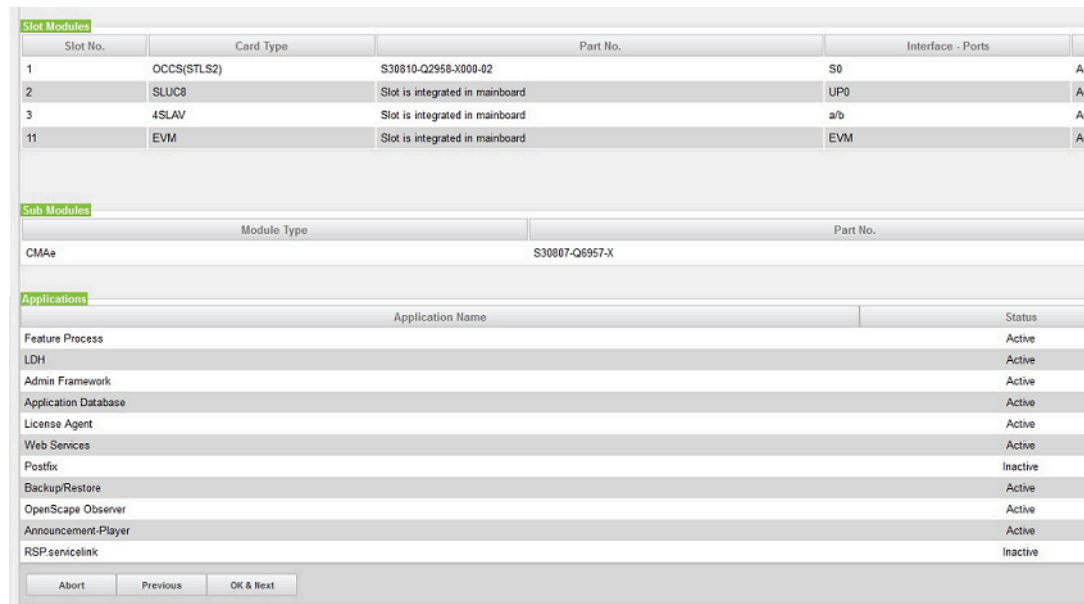 Slot Modules
Slot No. Card Type Part No. Interface - Ports
1 OCCS(STLS2) S30810-Q2958-X000-02 S0
2 SLUC8 Slot is integrated in mainboard UP0
3 4SLAV Slot is integrated in mainboard a/b
11 EVM Slot is integrated in mainboard EVM
Sub Modules
Module Type Part No.
CMAe S30807-Q6957-X
Applications
Application Name Status
Feature Process Active
LDH Active
Admin Framework Active
Application Database Active
License Agent Active
Web Services Active
Postfix Inactive
Backup/Restore Active
OpenScape Observer Active
Announcement-Player Active
RSP.servicelink Inactive
Abort Previous OK & Next